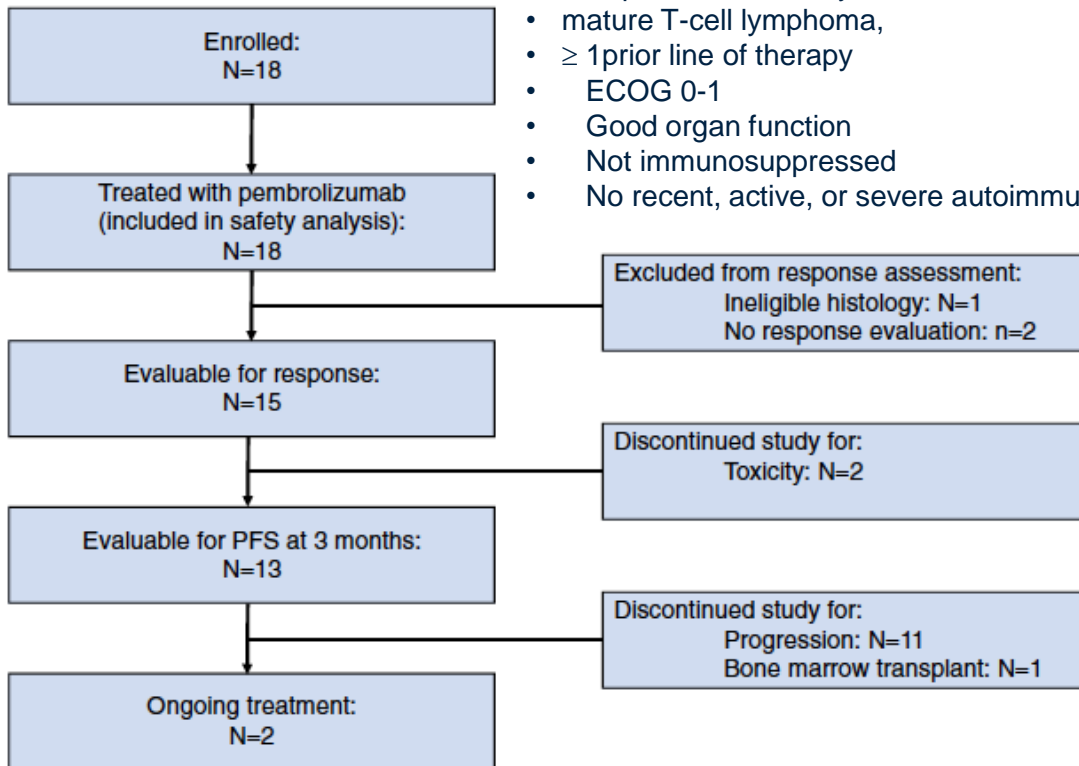 Enrolled:
N=18
• mature T-cell lymphoma,
• ≥ 1prior line of therapy
• ECOG 0-1
• Good organ function
• Not immunosuppressed
• No recent, active, or severe autoimmu
Treated with pembrolizumab
(included in safety analysis):
N=18
Excluded from response assessment:
Ineligible histology: N=1
No response evaluation: n=2
Evaluable for response:
N=15
Discontinued study for:
Toxicity: N=2
Evaluable for PFS at 3 months:
N=13
Discontinued study for:
Progression: N=11
Bone marrow transplant: N=1
Ongoing treatment:
N=2